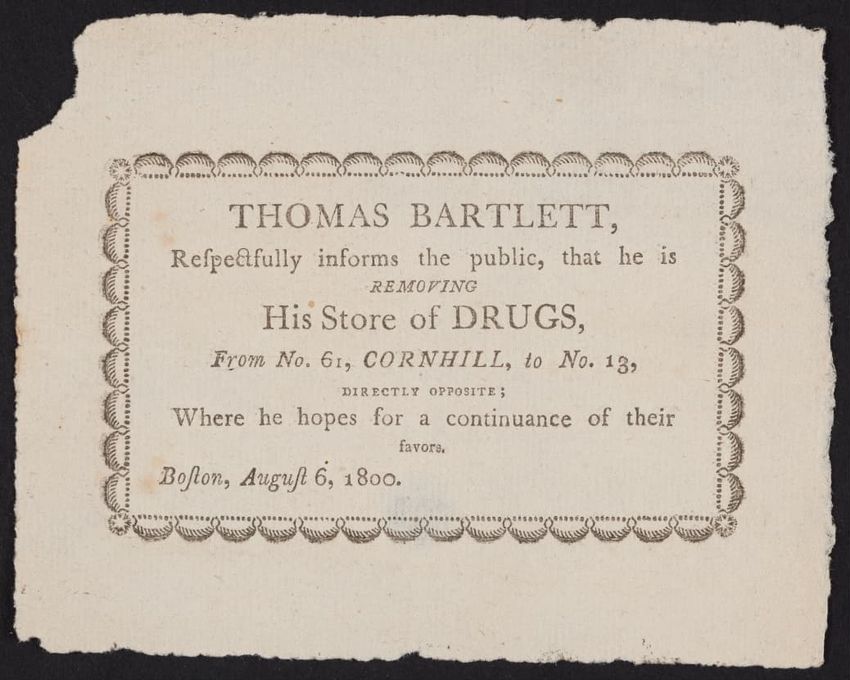 THOMAS BARTLETT,
Reſpectfully informs the public, that he is
REMOVING
His Store of DRUGS,
From No. 61, CORNHILL, to No. 13,
DIRECTLY OPPOSITE;
Where he hopes for a continuance of their
favors.
Boſton, Auguſt 6, 1800.